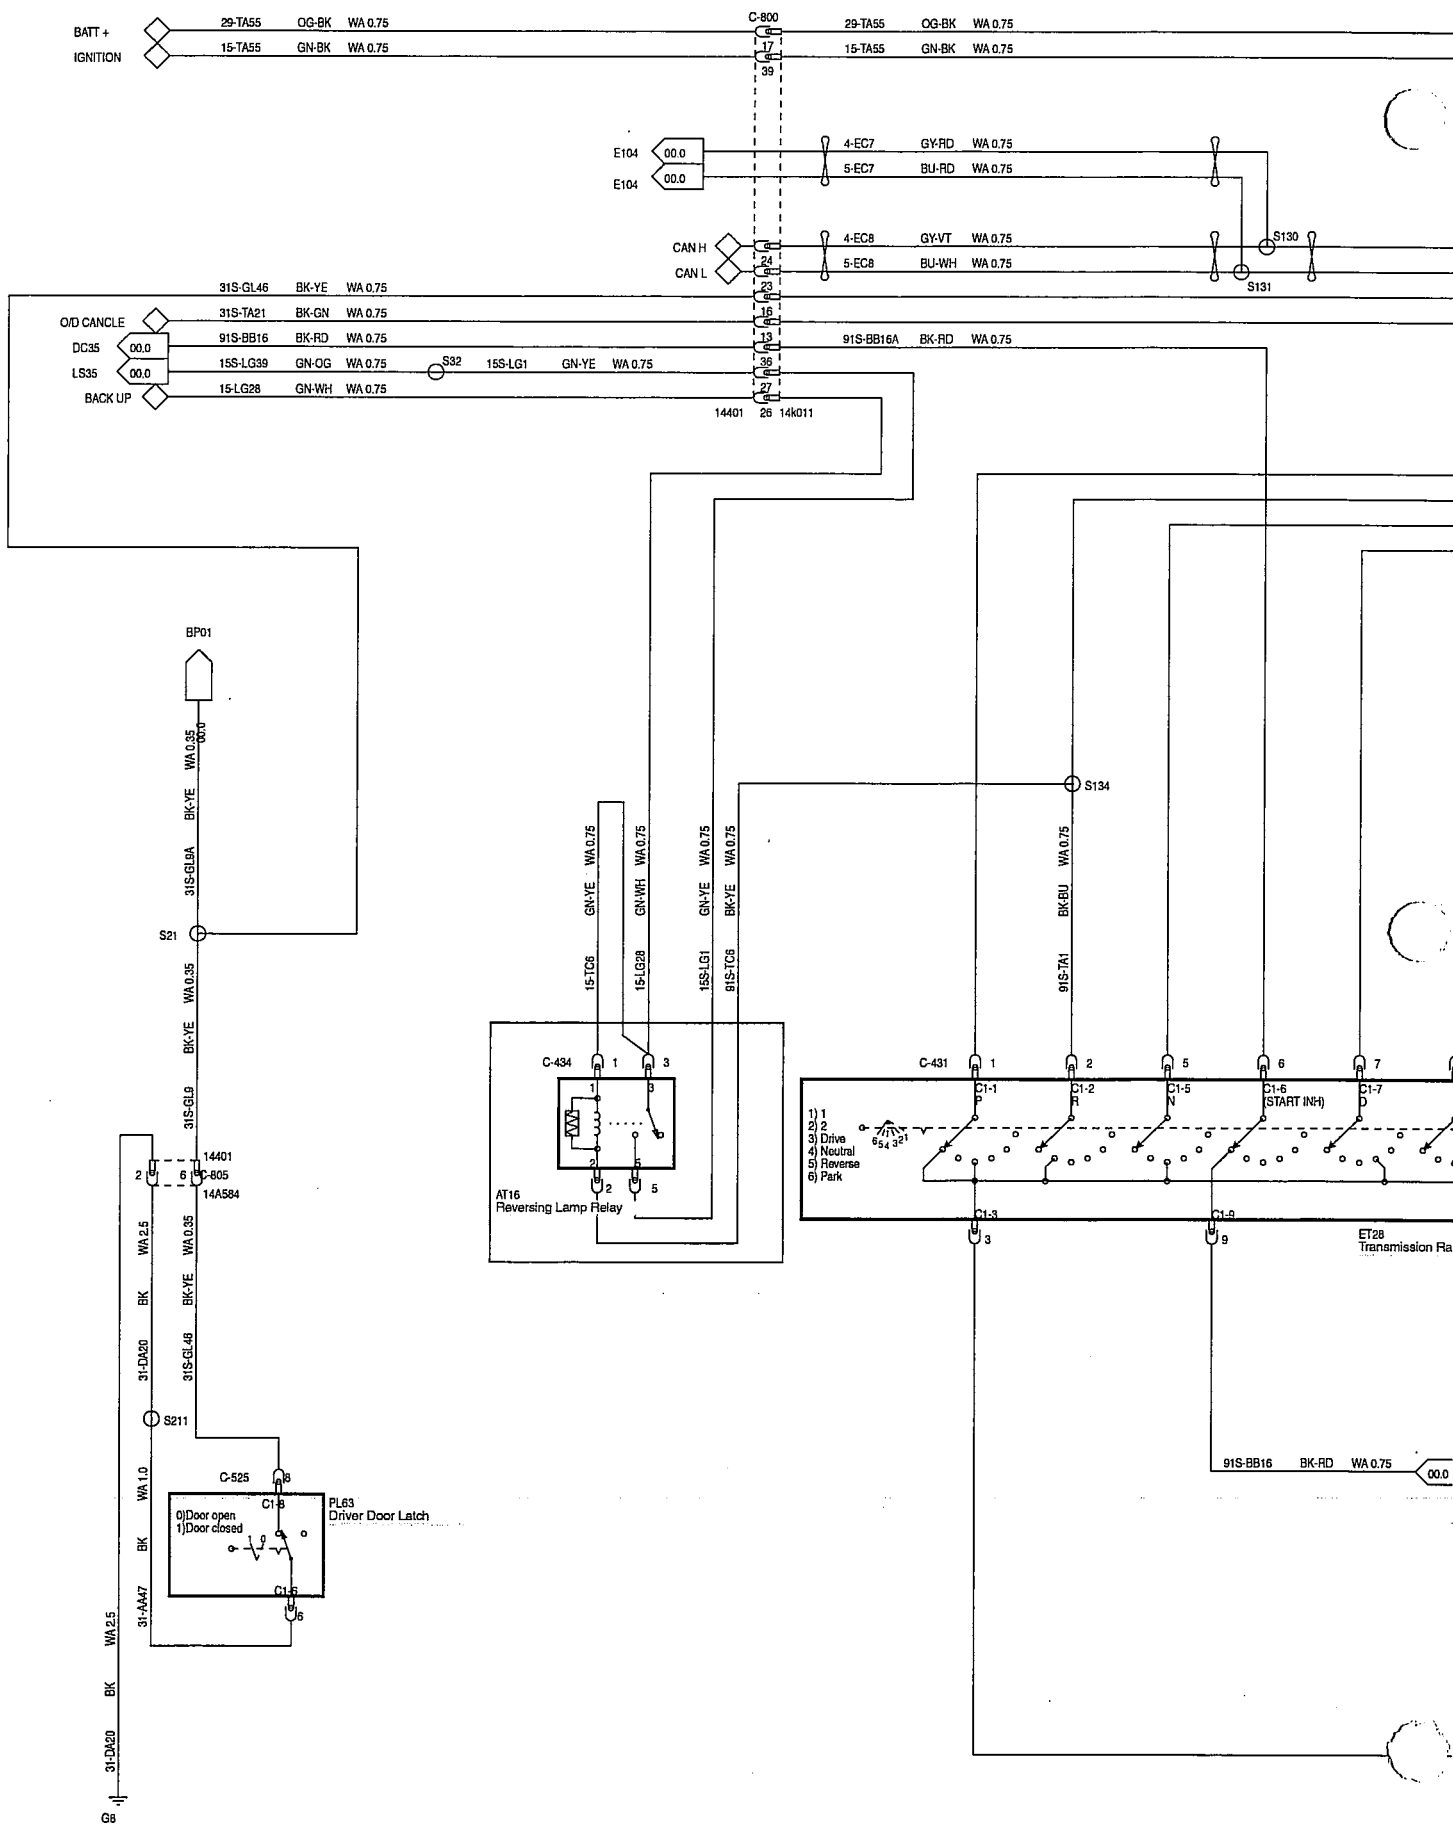 BATT +
29-TA55 OG-BK WA 0.75
C-800
29-TA55 OG-BK WA 0.75
IGNITION
15-TA55 GN-BK WA 0.75
17
15-TA55 GN-BK WA 0.75
39
E104 00.0
4-EC7 GY-RD WA 0.75
E104 00.0
5-EC7 BU-RD WA 0.75
CAN H
4-EC8 GY-VT WA 0.75
S130
CAN L
24
5-EC8 BU-WH WA 0.75
S131
31S-GL46 BK-YE WA 0.75
23
O/D CANCLE
31S-TA21 BK-GN WA 0.75
16
DC35 00.0
91S-BB16 BK-RD WA 0.75
13
91S-BB16A BK-RD WA 0.75
LS35 00.0
15S-LG39 GN-OG WA 0.75
S32
15S-LG1 GN-YE WA 0.75
36
BACK UP
15-LG28 GN-WH WA 0.75
27
14401 26 14k011
BP01
00.0
31S-GL9A BK-YE WA 0.35
S21
31S-GL9 BK-YE WA 0.35
14401
2 6 C-805
14A584
31-DA20 BK WA 2.5
31S-GL48 BK-YE WA 0.35
S211
31-AA47 BK WA 1.0
31-DA20 BK WA 2.5
G8
C-525 8
C1-8
PL63
Driver Door Latch
0)Door open
1)Door closed
1 0
C1-6
6
S134
15-TC6 GN-YE WA 0.75
15-LG28 GN-WH WA 0.75
15S-LG1 GN-YE WA 0.75
91S-TC6 BK-YE WA 0.75
91S-TA1 BK-BU WA 0.75
C-434 1 3
1 3
2 5
2 5
AT16
Reversing Lamp Relay
C-431 1 2 5 6 7
C1-1 C1-2 C1-5 C1-6 C1-7
P R N (START INH) D
1) 1
2) 2
3) Drive
4) Neutral
5) Reverse
6) Park
6 5 4 3 2 1
C1-3 C1-9
3 9
ET28
Transmission Ra
91S-BB16 BK-RD WA 0.75
00.0